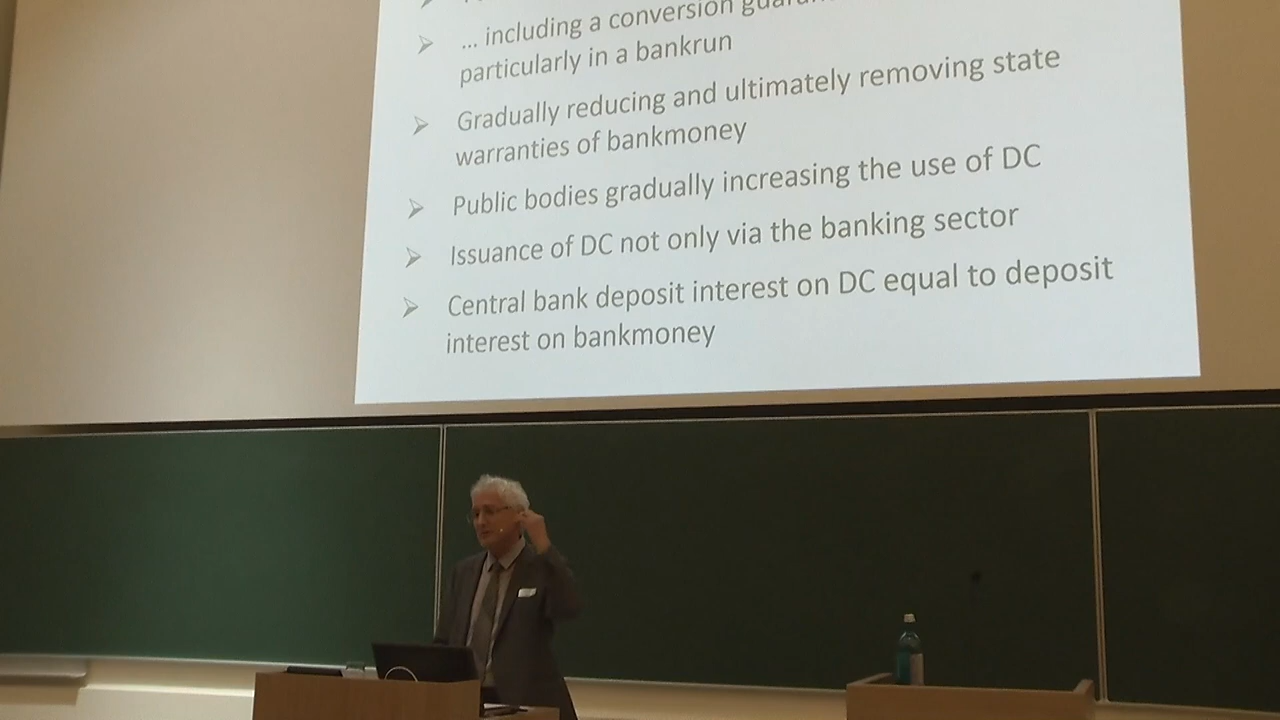 ... including a conversion
particularly in a bankrun
Gradually reducing and ultimately removing state
warranties of bankmoney
Public bodies gradually increasing the use of DC
Issuance of DC not only via the banking sector
Central bank deposit interest on DC equal to deposit
interest on bankmoney